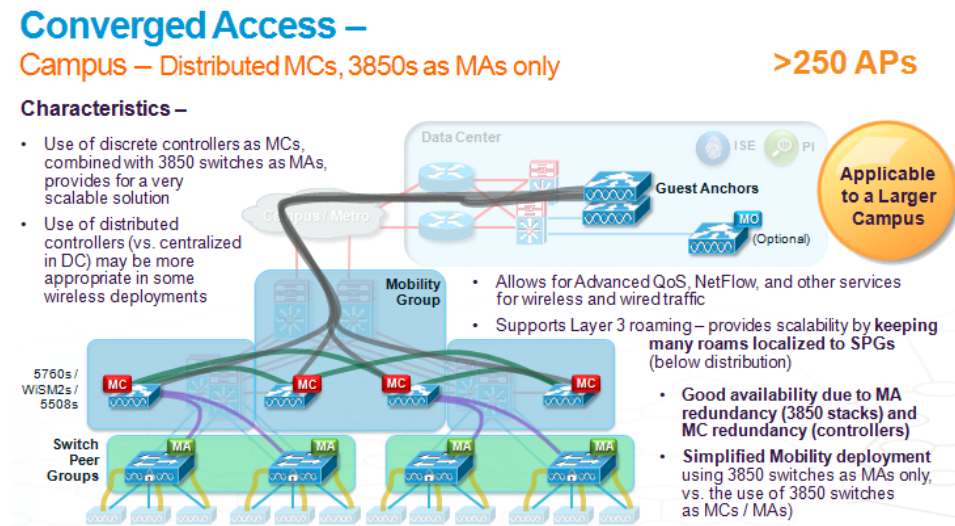 Converged Access –
Campus – Distributed MCs, 3850s as MAs only
>250 APs
Characteristics –
• Use of discrete controllers as MCs,
combined with 3850 switches as MAs,
provides for a very
scalable solution
• Use of distributed
controllers (vs. centralized
in DC) may be more
appropriate in some
wireless deployments
Data Center
ISE
PI
Campus / Metro
Guest Anchors
MO
(Optional)
Applicable
to a Larger
Campus
Mobility
Group
• Allows for Advanced QoS, NetFlow, and other services
for wireless and wired traffic
• Supports Layer 3 roaming – provides scalability by keeping
many roams localized to SPGs
(below distribution)
• Good availability due to MA
redundancy (3850 stacks) and
MC redundancy (controllers)
• Simplified Mobility deployment
using 3850 switches as MAs only,
vs. the use of 3850 switches
as MCs / MAs)
5760s /
WiSM2s /
5508s
MC
MC
MC
MC
Switch
Peer
Groups
MA
MA
MA
MA